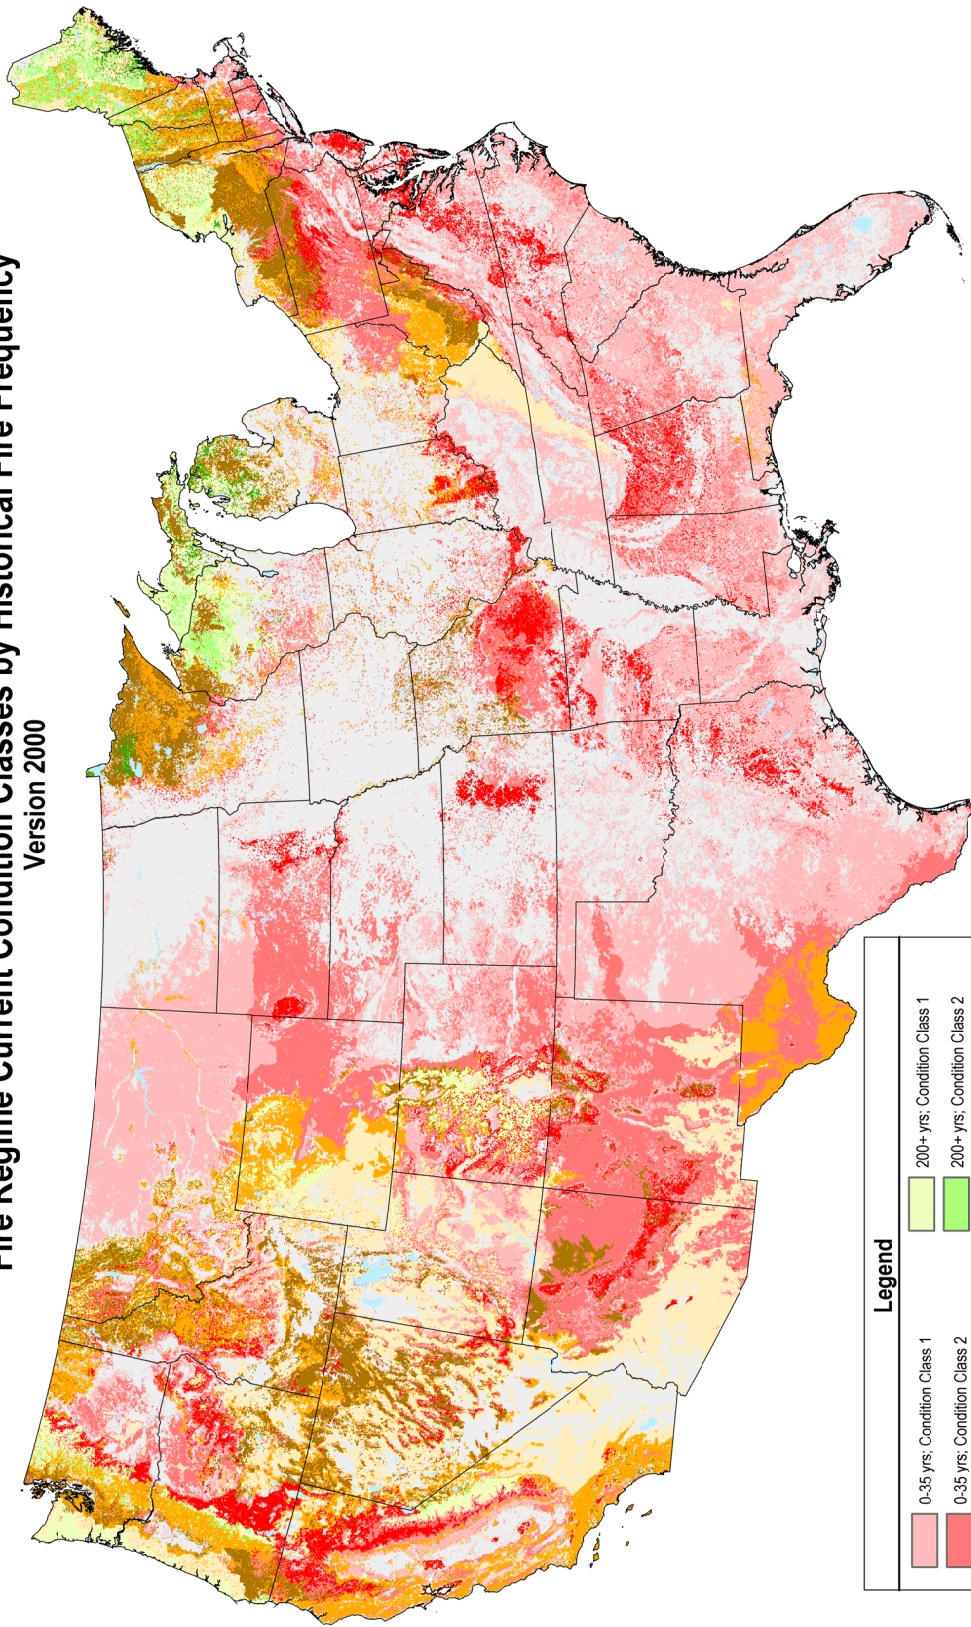 Fire Regime Current Condition Classes by Historical Fire Frequency
Version 2000
Legend
0-35 yrs; Condition Class 1
0-35 yrs; Condition Class 2
200+ yrs; Condition Class 1
200+ yrs; Condition Class 2